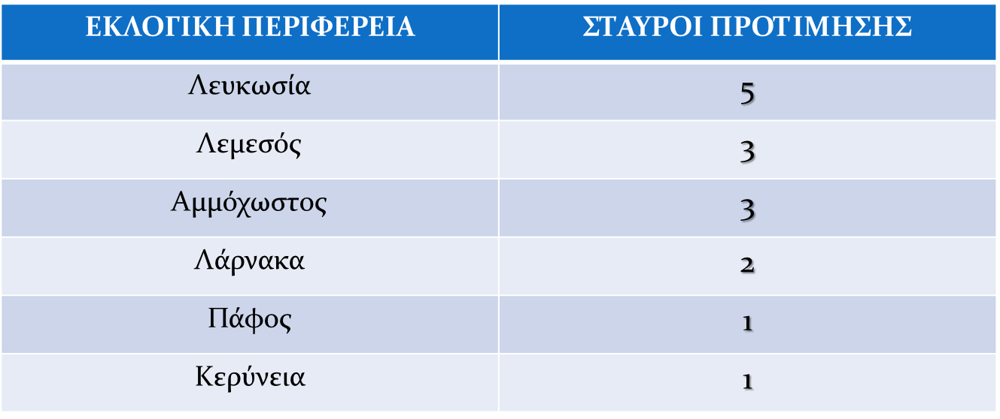 ΕΚΛΟΓΙΚΗ ΠΕΡΙΦΕΡΕΙΑ ΣΤΑΥΡΟΙ ΠΡΟΤΙΜΗΣΗΣ
Λευκωσία 5
Λεμεσός 3
Αμμόχωστος 3
Λάρνακα 2
Πάφος 1
Κερύνεια 1